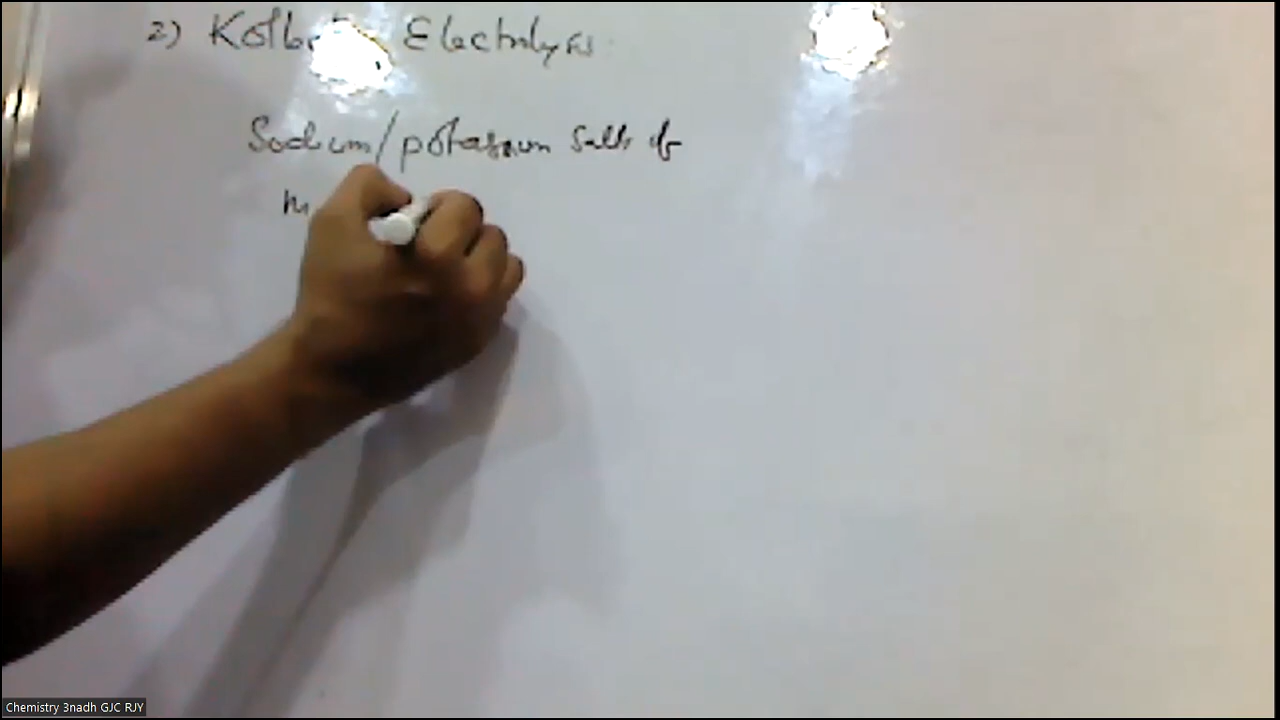 2) Kolbe Electrolysis
Sodium/potassium salts of
Chemistry 3nadh GJC RJY